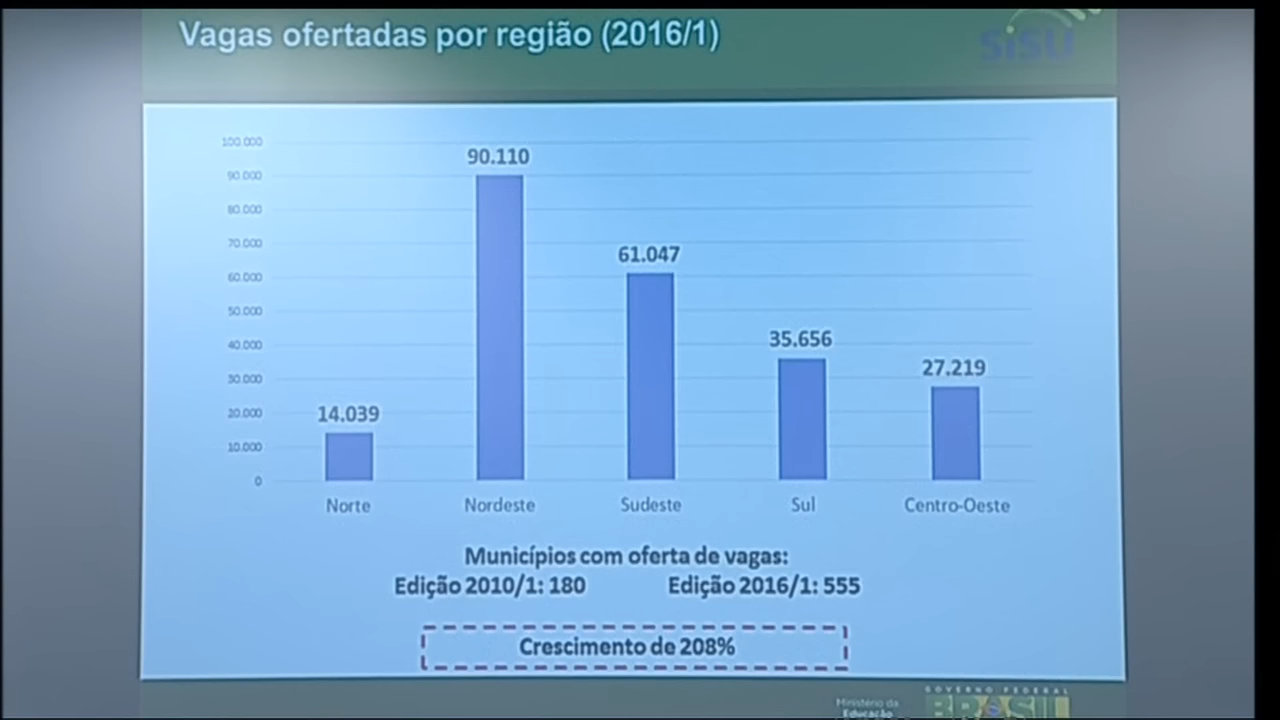 Vagas ofertadas por região (2016/1)
SiSU
100.000
90.000
80.000
70.000
60.000
50.000
40.000
30.000
20.000
10.000
0
14.039
90.110
61.047
35.656
27.219
Norte
Nordeste
Sudeste
Sul
Centro-Oeste
Municípios com oferta de vagas:
Edição 2010/1: 180 Edição 2016/1: 555
Crescimento de 208%
Ministério da
Educação
GOVERNO FEDERAL
BRASIL